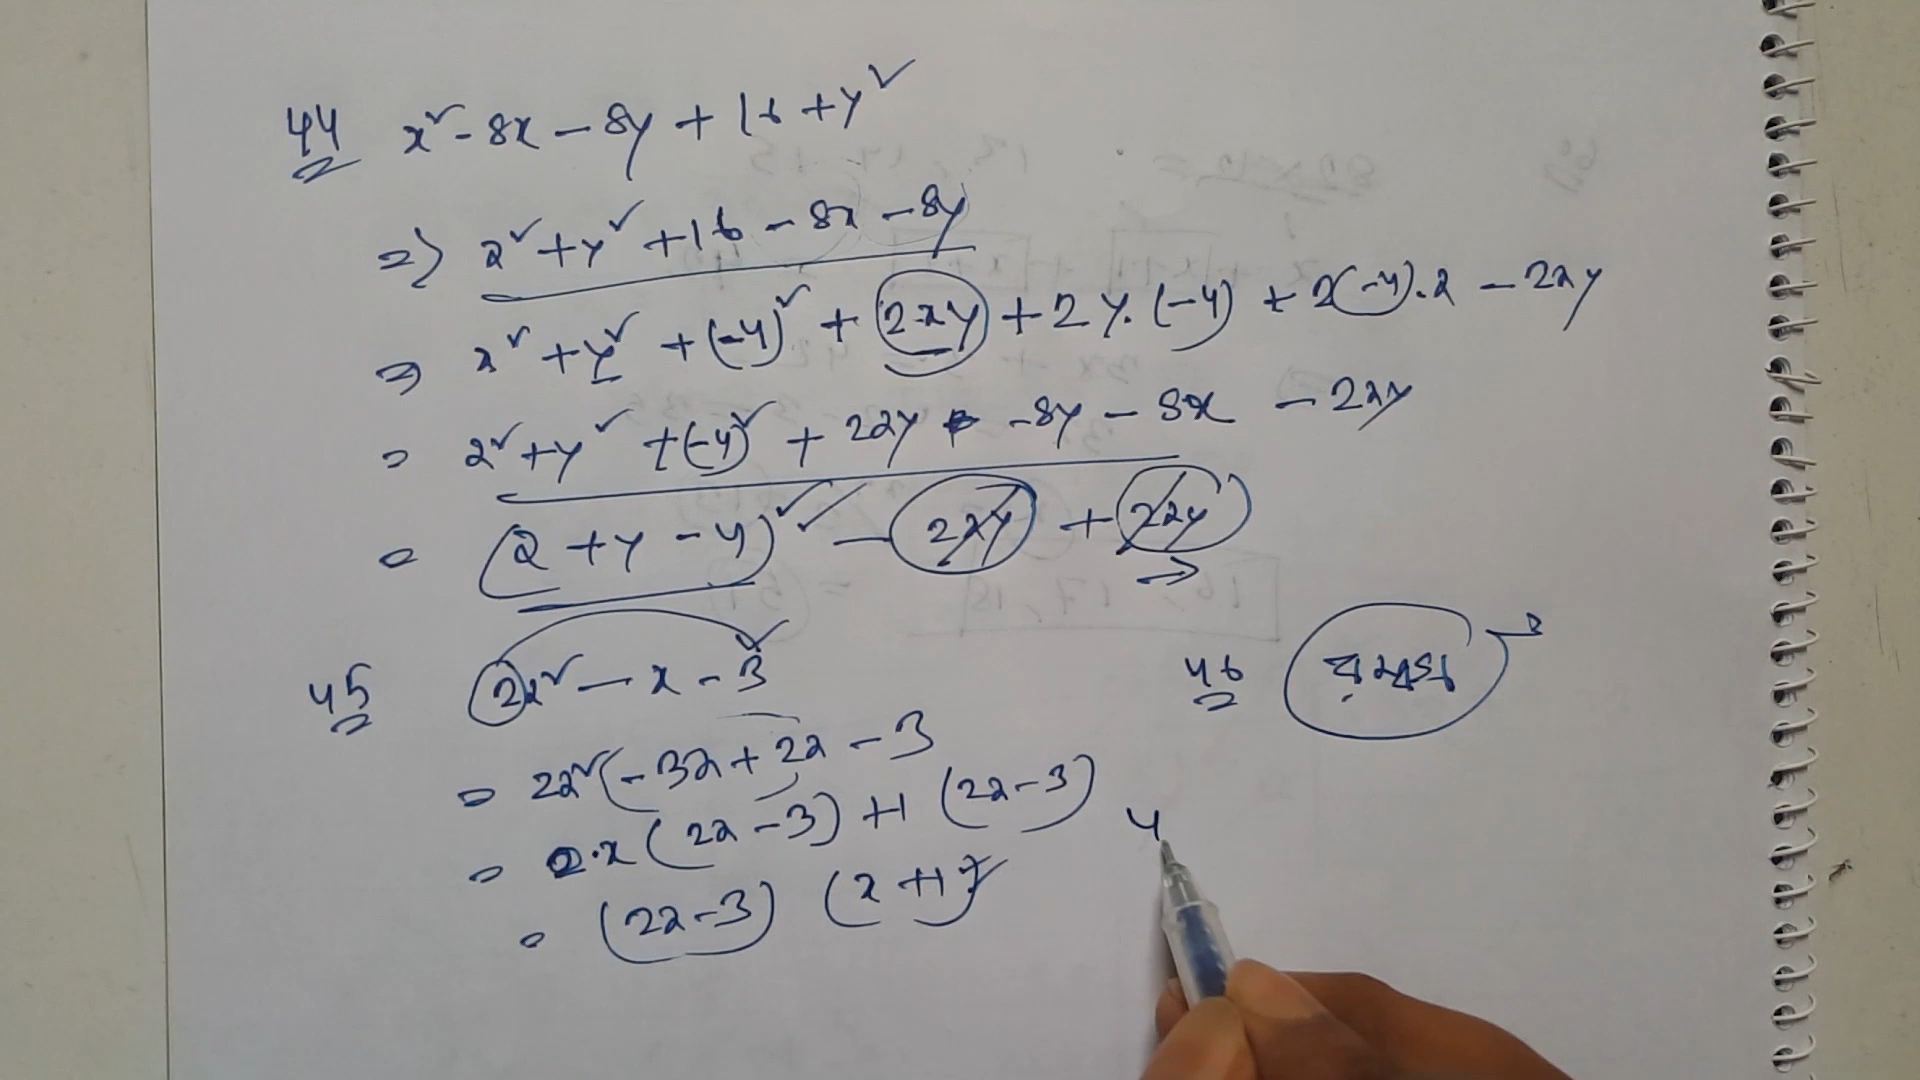 44 x² - 8x - 8y + 16 + y²
=> x² + y² + 16 - 8x - 8y
=> x² + y² + (-4)² + 2.xy + 2y.(-4) + 2(-4).x - 2xy
= x² + y² + (-4)² + 2xy - 8y - 8x - 2xy
= (x + y - 4)² - 2xy + 2xy
45 2x² - x - 3
= 2x² - 3x + 2x - 3
= x(2x - 3) + 1(2x - 3)
= (2x - 3) (x + 1)
46
4